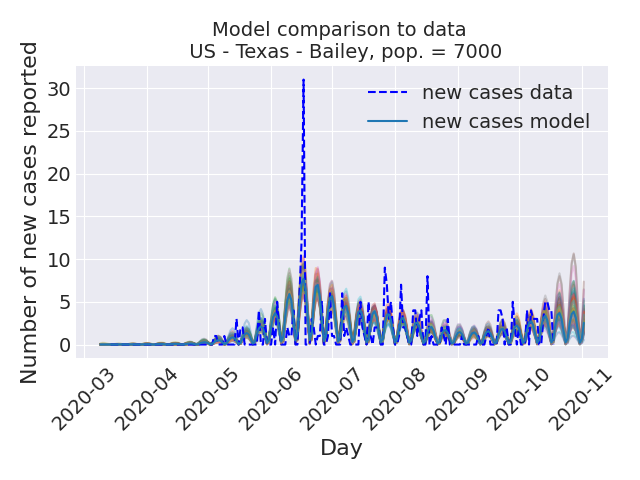 Model comparison to data
US - Texas - Bailey, pop. = 7000
Number of new cases reported
30
25
20
15
10
5
0
new cases data
new cases model
2020-03
2020-04
2020-05
2020-06
2020-07
2020-08
2020-09
2020-10
2020-11
Day